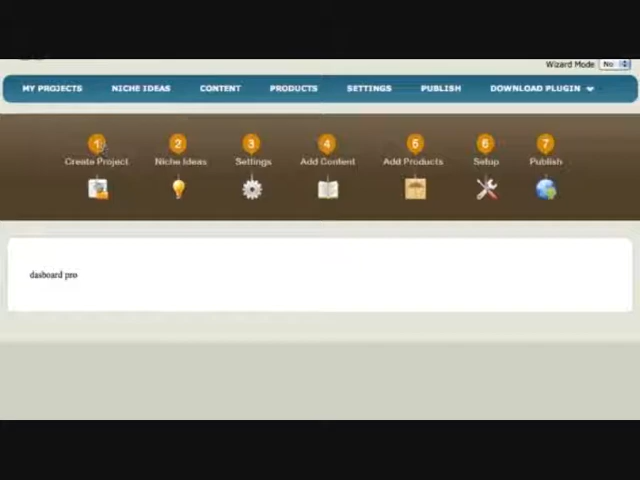 Wizard Mode: No
MY PROJECTS NICHE IDEAS CONTENT PRODUCTS SETTINGS PUBLISH DOWNLOAD PLUGIN
1 2 3 4 5 6 7
Create Project Niche Ideas Settings Add Content Add Products Setup Publish
dasboard pro